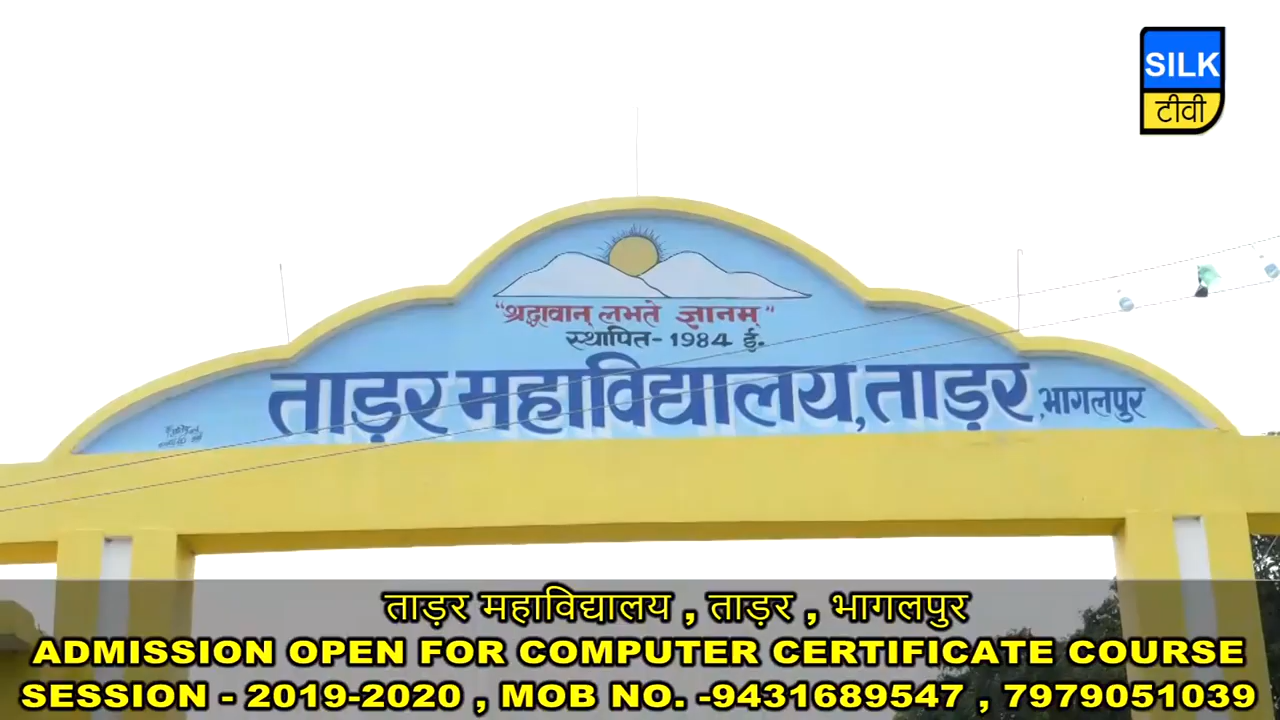 SILK
टीवी
"श्रद्धावान् लभते ज्ञानम्"
स्थापित- 1984 ई.
ताड़र महाविद्यालय, ताड़र, भागलपुर
ताड़र महाविद्यालय , ताड़र , भागलपुर
ADMISSION OPEN FOR COMPUTER CERTIFICATE COURSE
SESSION - 2019-2020 , MOB NO. -9431689547 , 7979051039